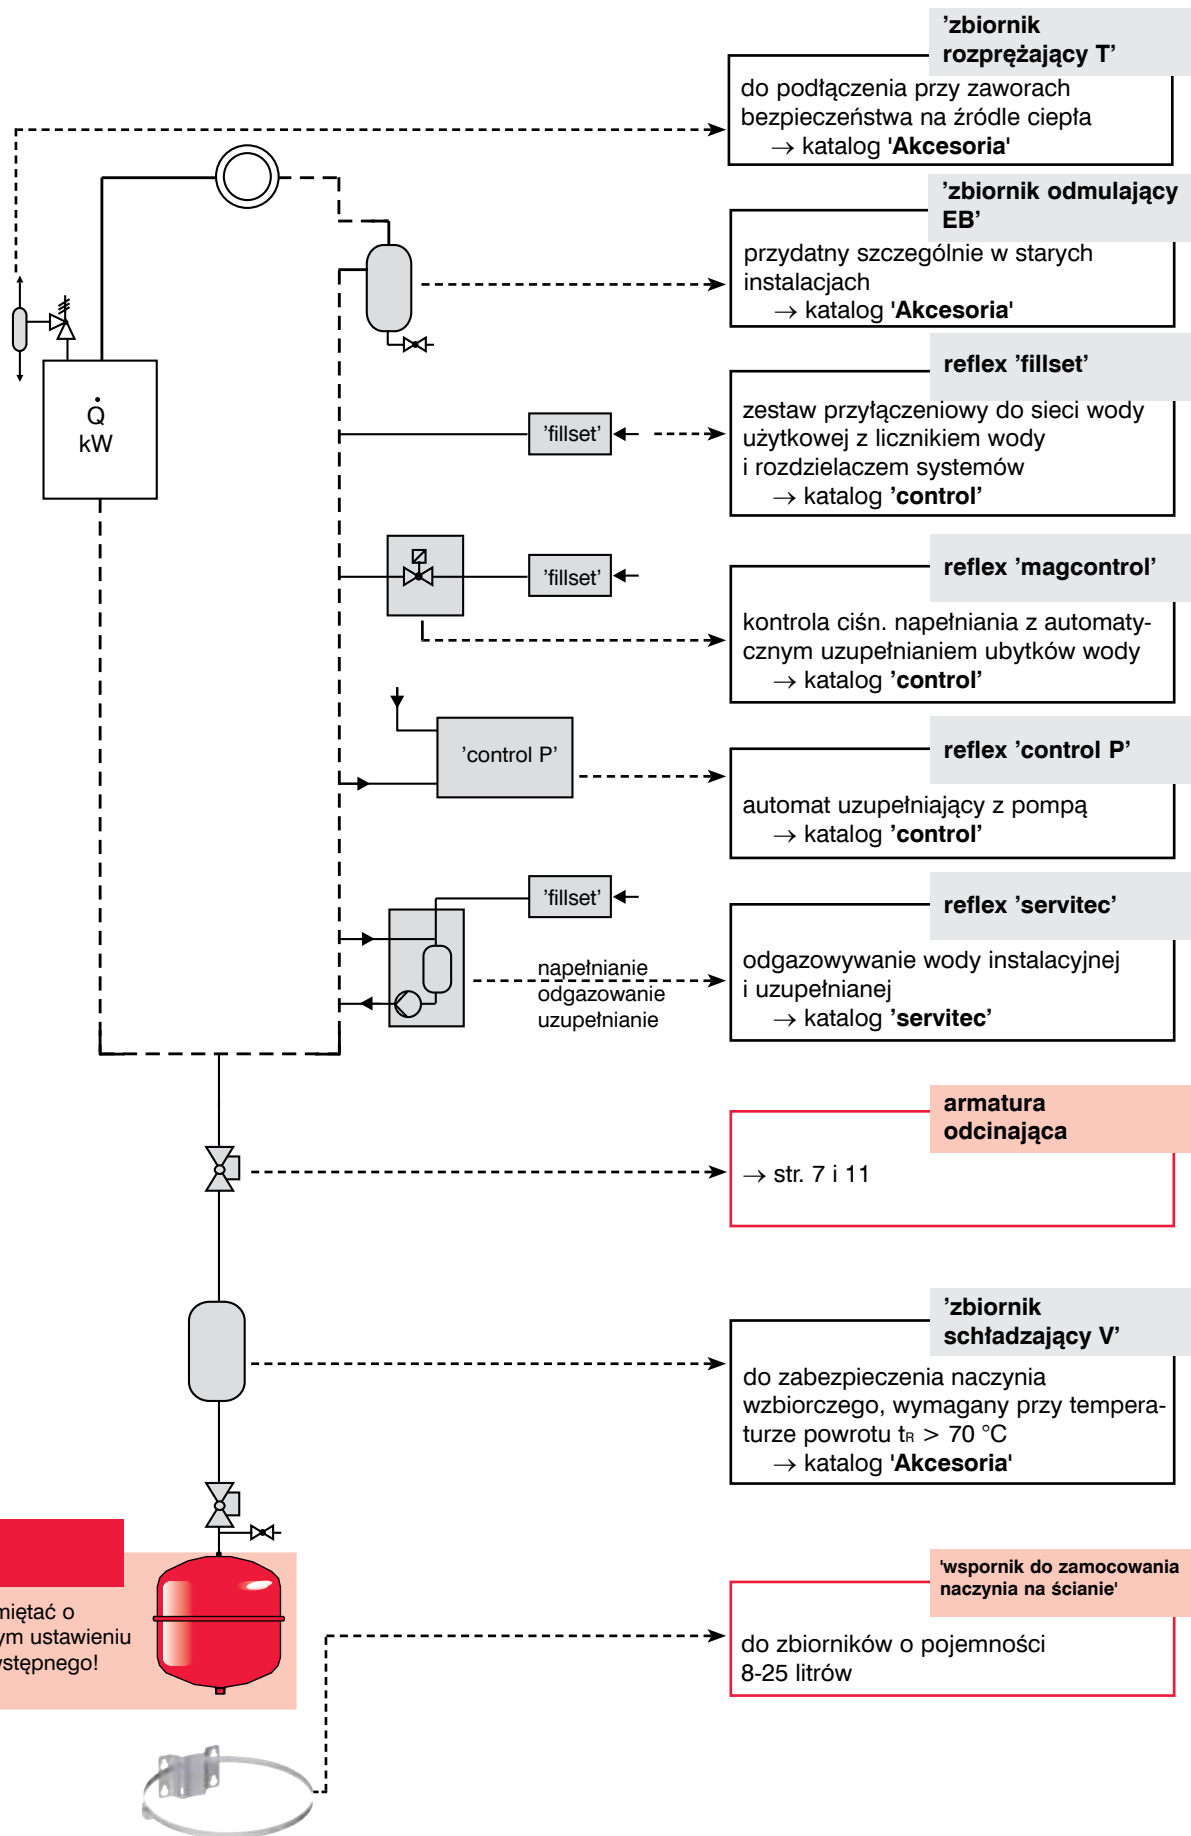 ’zbiornik
rozprężający T’
do podłączenia przy zaworach
bezpieczeństwa na źródle ciepła
→ katalog 'Akcesoria'
’zbiornik odmulający
EB’
przydatny szczególnie w starych
instalacjach
→ katalog 'Akcesoria'
Q̇
kW
reflex ’fillset’
’fillset’
zestaw przyłączeniowy do sieci wody
użytkowej z licznikiem wody
i rozdzielaczem systemów
→ katalog ’control’
reflex ’magcontrol’
’fillset’
kontrola ciśn. napełniania z automaty-
cznym uzupełnianiem ubytków wody
→ katalog ’control’
reflex ’control P’
’control P’
automat uzupełniający z pompą
→ katalog ’control’
reflex ’servitec’
’fillset’
napełnianie
odgazowanie
uzupełnianie
odgazowywanie wody instalacyjnej
i uzupełnianej
→ katalog ’servitec’
armatura
odcinająca
→ str. 7 i 11
’zbiornik
schładzający V’
do zabezpieczenia naczynia
wzbiorczego, wymagany przy tempera-
turze powrotu tR > 70 °C
→ katalog 'Akcesoria'
miętać o
ym ustawieniu
wstępnego!
'wspornik do zamocowania
naczynia na ścianie'
do zbiorników o pojemności
8-25 litrów